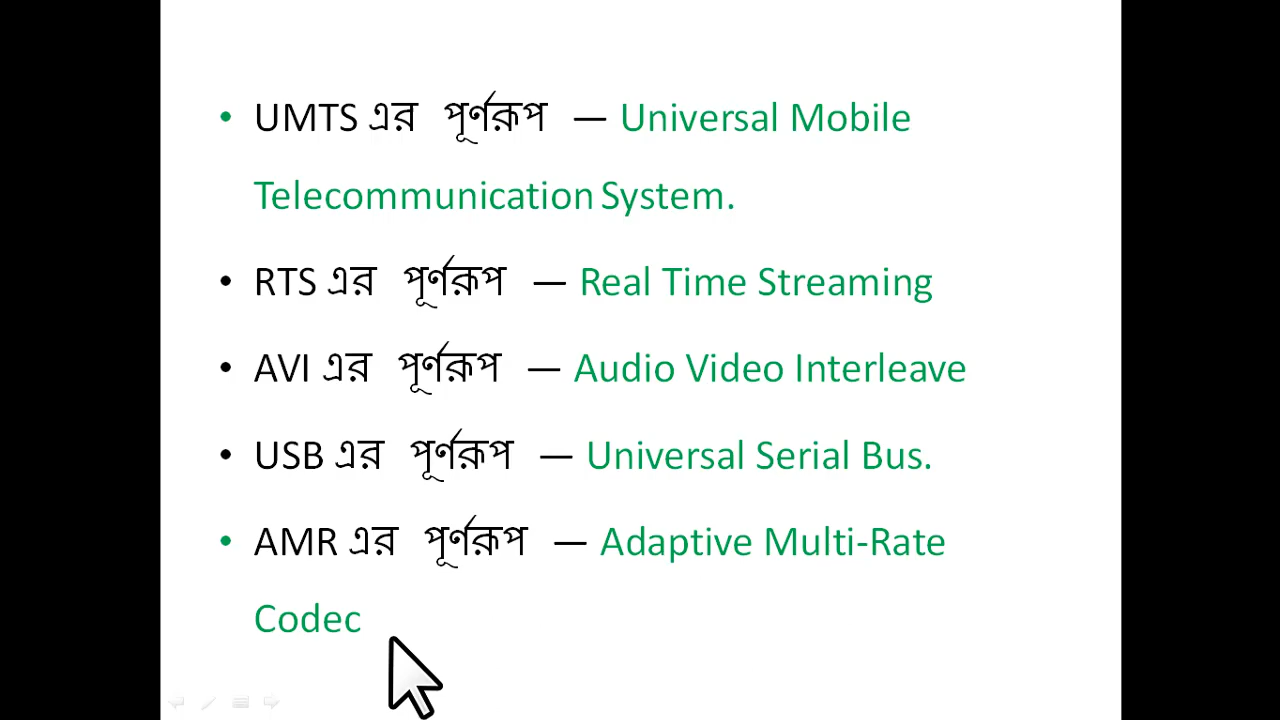 • UMTS এর পূর্ণরূপ — Universal Mobile
Telecommunication System.
• RTS এর পূর্ণরূপ — Real Time Streaming
• AVI এর পূর্ণরূপ — Audio Video Interleave
• USB এর পূর্ণরূপ — Universal Serial Bus.
• AMR এর পূর্ণরূপ — Adaptive Multi-Rate
Codec